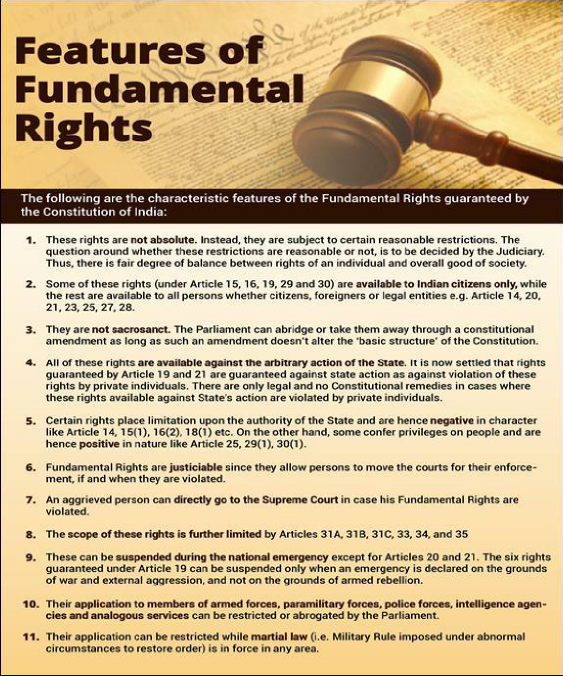 Features of
Fundamental
Rights
The following are the characteristic features of the Fundamental Rights guaranteed by
the Constitution of India:
1. These rights are not absolute. Instead, they are subject to certain reasonable restrictions. The
question around whether these restrictions are reasonable or not, is to be decided by the Judiciary.
Thus, there is fair degree of balance between rights of an individual and overall good of society.
2. Some of these rights (under Article 15, 16, 19, 29 and 30) are available to Indian citizens only, while
the rest are available to all persons whether citizens, foreigners or legal entities e.g. Article 14, 20,
21, 23, 25, 27, 28.
3. They are not sacrosanct. The Parliament can abridge or take them away through a constitutional
amendment as long as such an amendment doesn't alter the 'basic structure' of the Constitution.
4. All of these rights are available against the arbitrary action of the State. It is now settled that rights
guaranteed by Article 19 and 21 are guaranteed against state action as against violation of these
rights by private individuals. There are only legal and no Constitutional remedies in cases where
these rights available against State's action are violated by private individuals.
5. Certain rights place limitation upon the authority of the State and are hence negative in character
like Article 14, 15(1), 16(2), 18(1) etc. On the other hand, some confer privileges on people and are
hence positive in nature like Article 25, 29(1), 30(1).
6. Fundamental Rights are justiciable since they allow persons to move the courts for their enforce-
ment, if and when they are violated.
7. An aggrieved person can directly go to the Supreme Court in case his Fundamental Rights are
violated.
8. The scope of these rights is further limited by Articles 31A, 31B, 31C, 33, 34, and 35
9. These can be suspended during the national emergency except for Articles 20 and 21. The six rights
guaranteed under Article 19 can be suspended only when an emergency is declared on the grounds
of war and external aggression, and not on the grounds of armed rebellion.
10. Their application to members of armed forces, paramilitary forces, police forces, intelligence agen-
cies and analogous services can be restricted or abrogated by the Parliament.
11. Their application can be restricted while martial law (i.e. Military Rule imposed under abnormal
circumstances to restore order) is in force in any area.